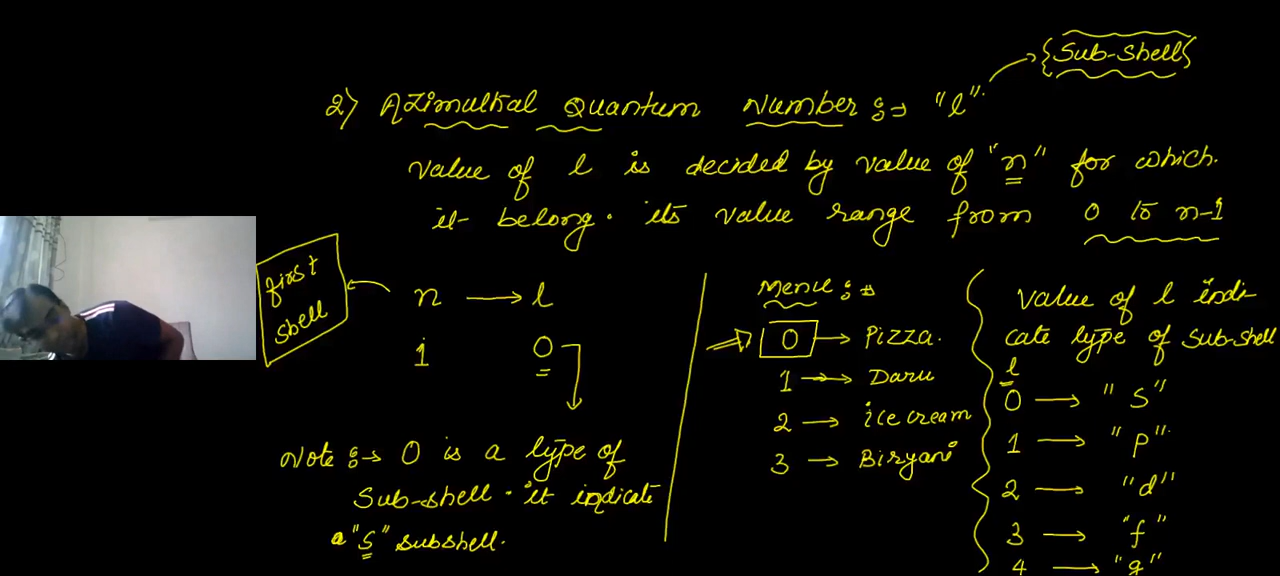 {Sub-Shell}
2) Azimuthal Quantum Number :→ "l"
value of l is decided by value of "n" for which
it belong. its value range from 0 to n-1
first
shell
n → l
1 0
Note :→ 0 is a type of
Sub-shell. it indicate
a "S" subshell.
Menu :→
0 → Pizza.
1 → Daru
2 → ice cream
3 → Biryani
value of l indi-
cate type of Sub-shell
l
0 → "S"
1 → "p"
2 → "d"
3 → "f"
4 → "g"